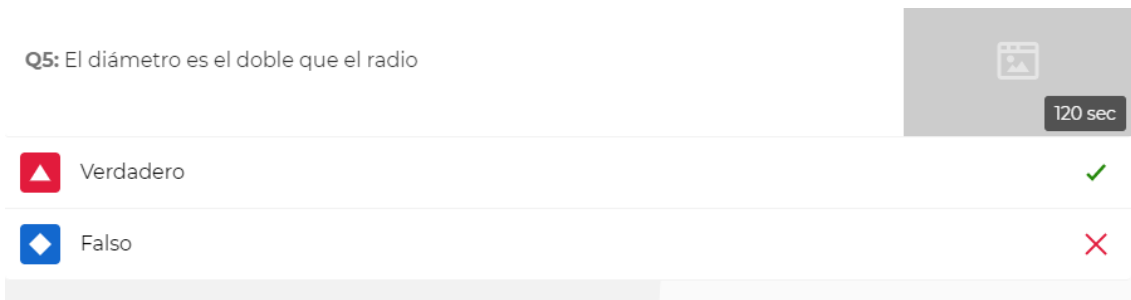 Q5: El diámetro es el doble que el radio
120 sec
Verdadero
Falso